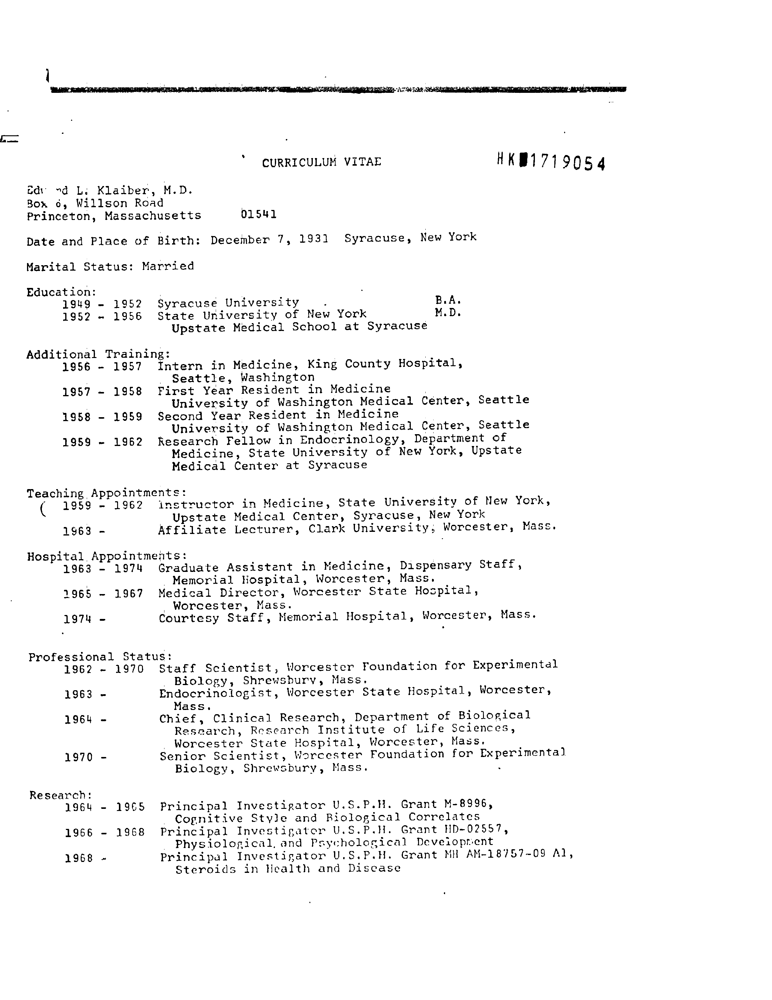 CURRICULUM VITAE
HK 1719054
L. Klaiber, M.D.
Box 6, Willson Road
Princeton, Massachusetts 01541
Date and Place of Birth: December 7, 1931 Syracuse, New York
Marital Status: Married
Education:
1949 - 1952 Syracuse University B.A.
1952 - 1956 State University of New York M.D.
Upstate Medical School at Syracuse
Additional Training:
1956 - 1957 Intern in Medicine, King County Hospital,
Seattle, Washington
1957 - 1958 First Year Resident in Medicine
University of Washington Medical Center, Seattle
1958 - 1959 Second Year Resident in Medicine
University of Washington Medical Center, Seattle
1959 - 1962 Research Fellow in Endocrinology, Department of
Medicine, State University of New York, Upstate
Medical Center at Syracuse
Teaching Appointments:
( 1959 - 1962 Instructor in Medicine, State University of New York,
Upstate Medical Center, Syracuse, New York
1963 - Affiliate Lecturer, Clark University, Worcester, Mass.
Hospital Appointments:
1963 - 1974 Graduate Assistant in Medicine, Dispensary Staff,
Memorial Hospital, Worcester, Mass.
1965 - 1967 Medical Director, Worcester State Hospital,
Worcester, Mass.
1974 - Courtesy Staff, Memorial Hospital, Worcester, Mass.
Professional Status:
1962 - 1970 Staff Scientist, Worcester Foundation for Experimental
Biology, Shrewsbury, Mass.
1963 - Endocrinologist, Worcester State Hospital, Worcester,
Mass.
1964 - Chief, Clinical Research, Department of Biological
Research, Research Institute of Life Sciences,
Worcester State Hospital, Worcester, Mass.
1970 - Senior Scientist, Worcester Foundation for Experimental
Biology, Shrewsbury, Mass.
Research:
1964 - 1965 Principal Investigator U.S.P.H. Grant M-8996,
Cognitive Style and Biological Correlates
1966 - 1968 Principal Investigator U.S.P.H. Grant HD-02557,
Physiological and Psychological Development
1968 - Principal Investigator U.S.P.H. Grant MH AM-18757-09 A1,
Steroids in Health and Disease